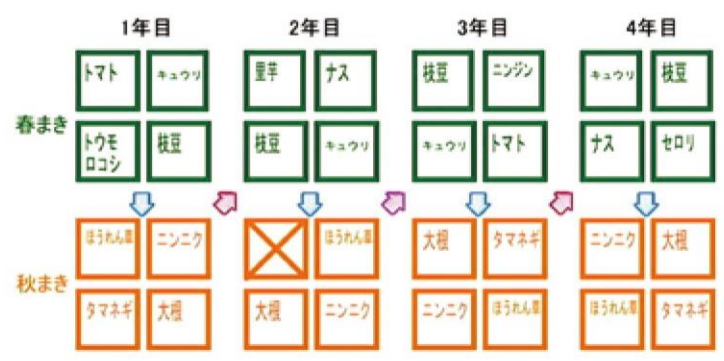 1年目 2年目 3年目 4年目
春まき
トマト キュウリ 里芋 ナス 枝豆 ニンジン キュウリ 枝豆
トウモ
ロコシ
枝豆 枝豆 キュウリ キュウリ トマト ナス セロリ
秋まき
ほうれん草 ニンニク ほうれん草 大根 タマネギ ニンニク 大根
タマネギ 大根 大根 ニンニク ニンニク ほうれん草 ほうれん草 タマネギ